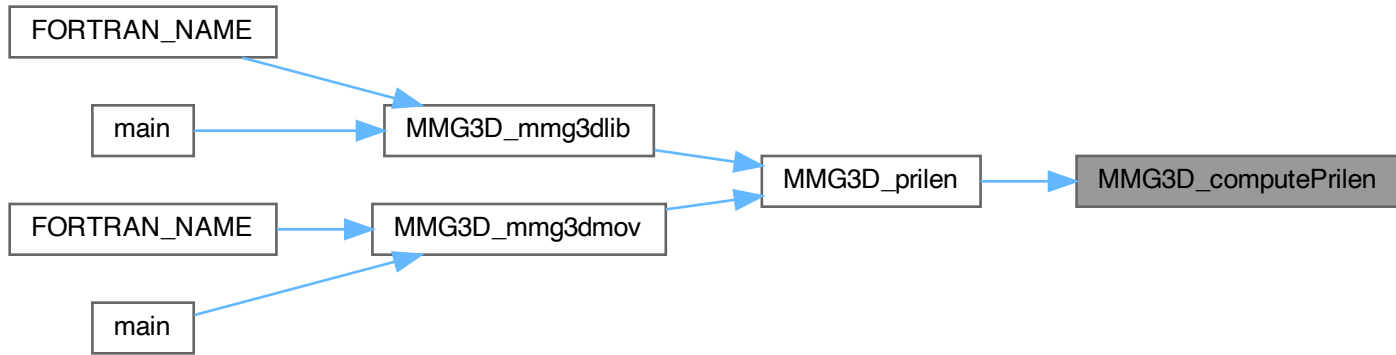 FORTRAN_NAME
main
MMG3D_mmg3dlib
MMG3D_prilen
MMG3D_computePrilen
FORTRAN_NAME
MMG3D_mmg3dmov
main